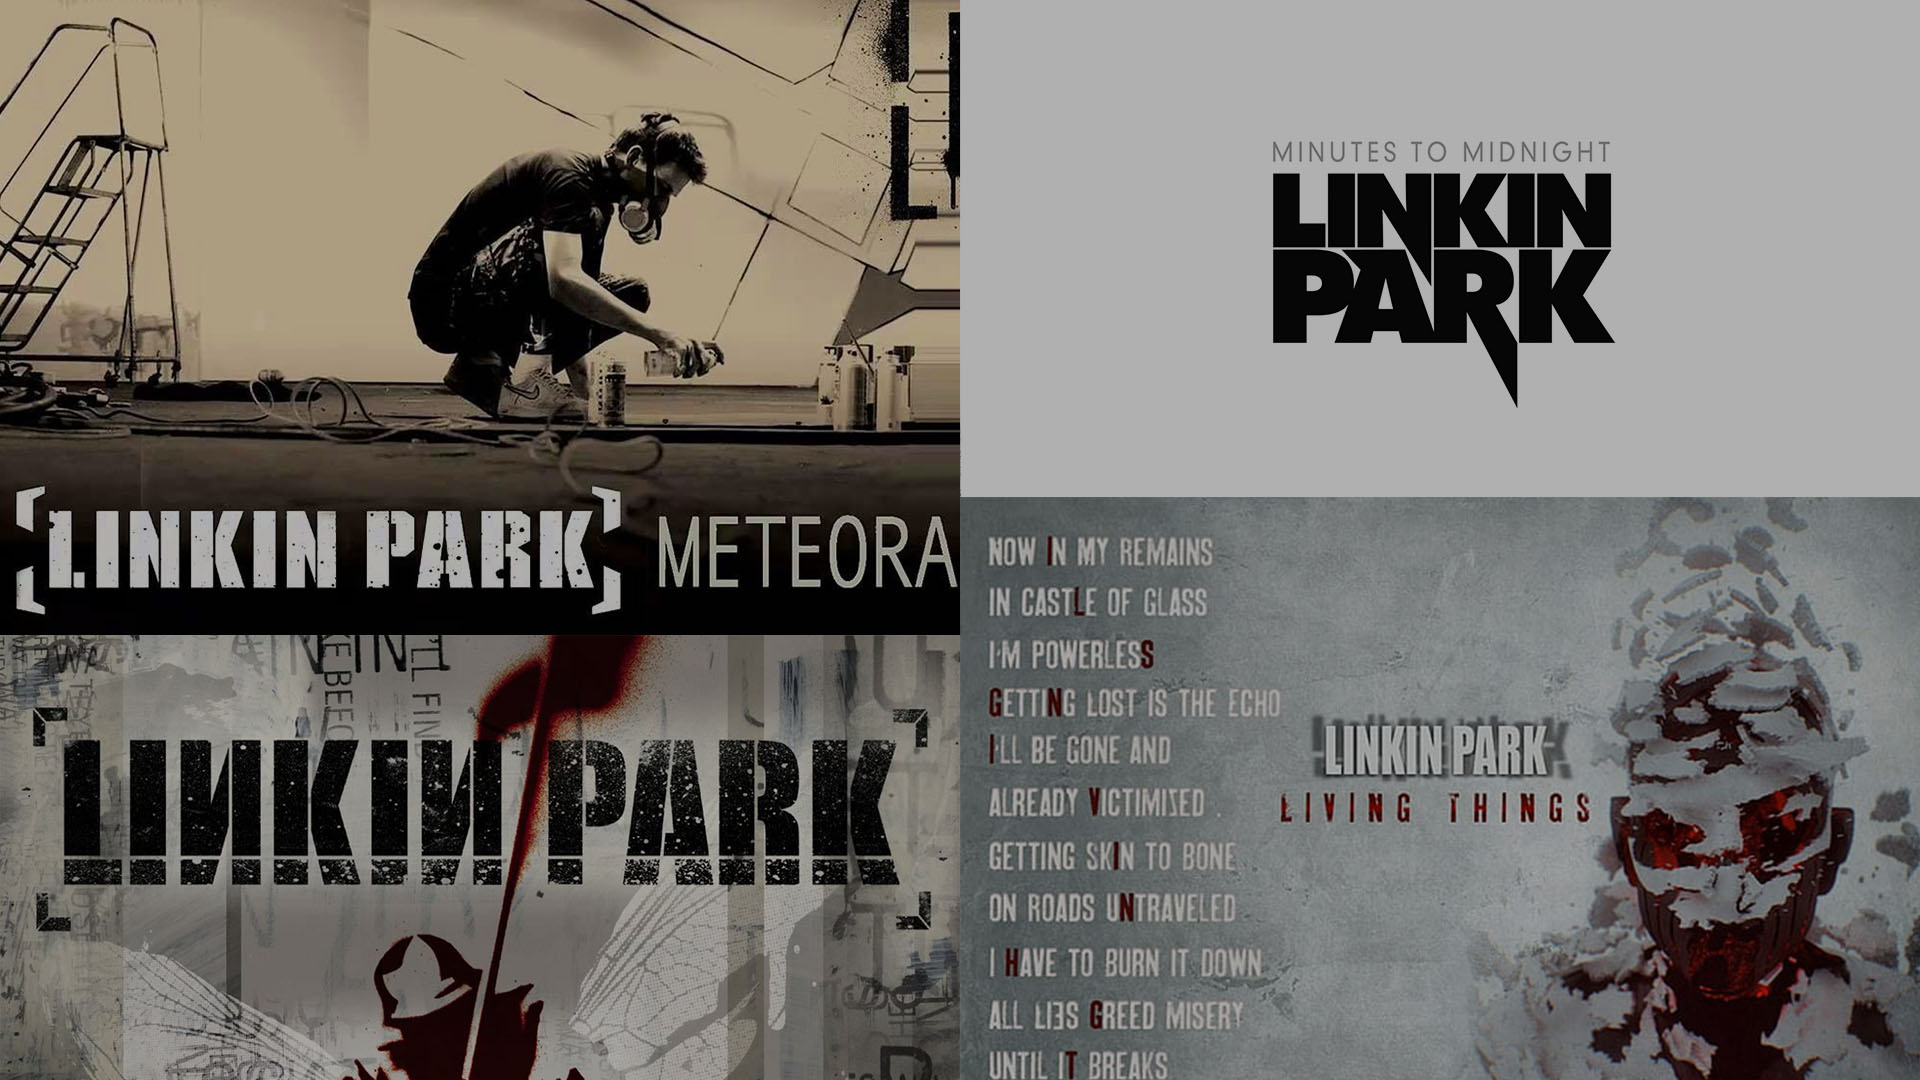 [LINKIN PARK] METEORA
MINUTES TO MIDNIGHT
LINKIN
PARK
LINKIN PARK
NOW IN MY REMAINS
IN CASTLE OF GLASS
I'M POWERLESS
GETTING LOST IS THE ECHO
I'LL BE GONE AND
ALREADY VICTIMIZED .
GETTING SKIN TO BONE
ON ROADS UNTRAVELED
I HAVE TO BURN IT DOWN
ALL LIES GREED MISERY
UNTIL IT BREAKS
LINKIN PARK
LIVING THINGS